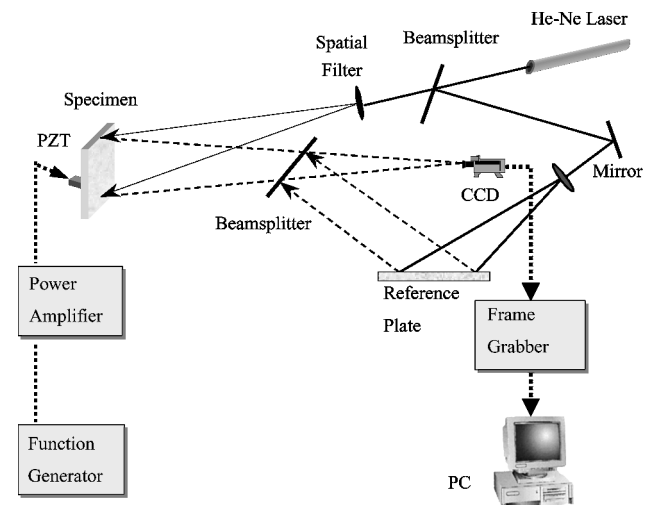 He-Ne Laser
Beamsplitter
Spatial
Filter
Specimen
PZT
Mirror
CCD
Beamsplitter
Reference
Plate
Power
Amplifier
Frame
Grabber
Function
Generator
PC